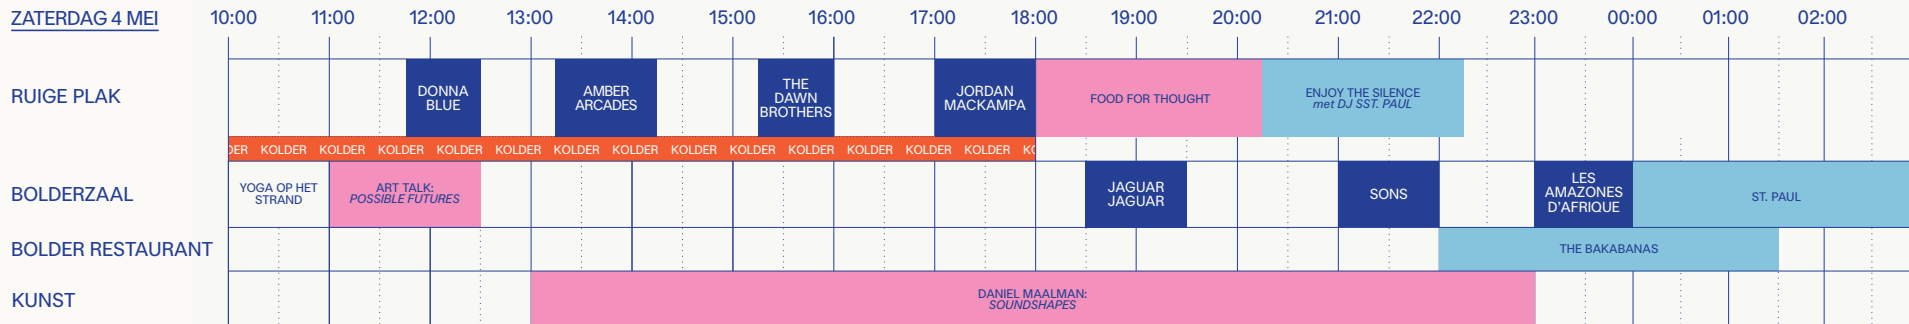 ZATERDAG 4 MEI 10:00 11:00 12:00 13:00 14:00 15:00 16:00 17:00 18:00 19:00 20:00 21:00 22:00 23:00 00:00 01:00 02:00
RUIGE PLAK
DONNA
BLUE
AMBER
ARCADES
THE
DAWN
BROTHERS
JORDAN
MACKAMPA
FOOD FOR THOUGHT
ENJOY THE SILENCE
met DJ SST. PAUL
DER KOLDER KOLDER KOLDER KOLDER KOLDER KOLDER KOLDER KOLDER KOLDER KOLDER KOLDER KOLDER KOLDER KO
BOLDERZAAL
YOGA OP HET
STRAND
ART TALK:
POSSIBLE FUTURES
JAGUAR
JAGUAR
SONS
LES
AMAZONES
D'AFRIQUE
ST. PAUL
BOLDER RESTAURANT
THE BAKABANAS
KUNST
DANIEL MAALMAN:
SOUNDSHAPES